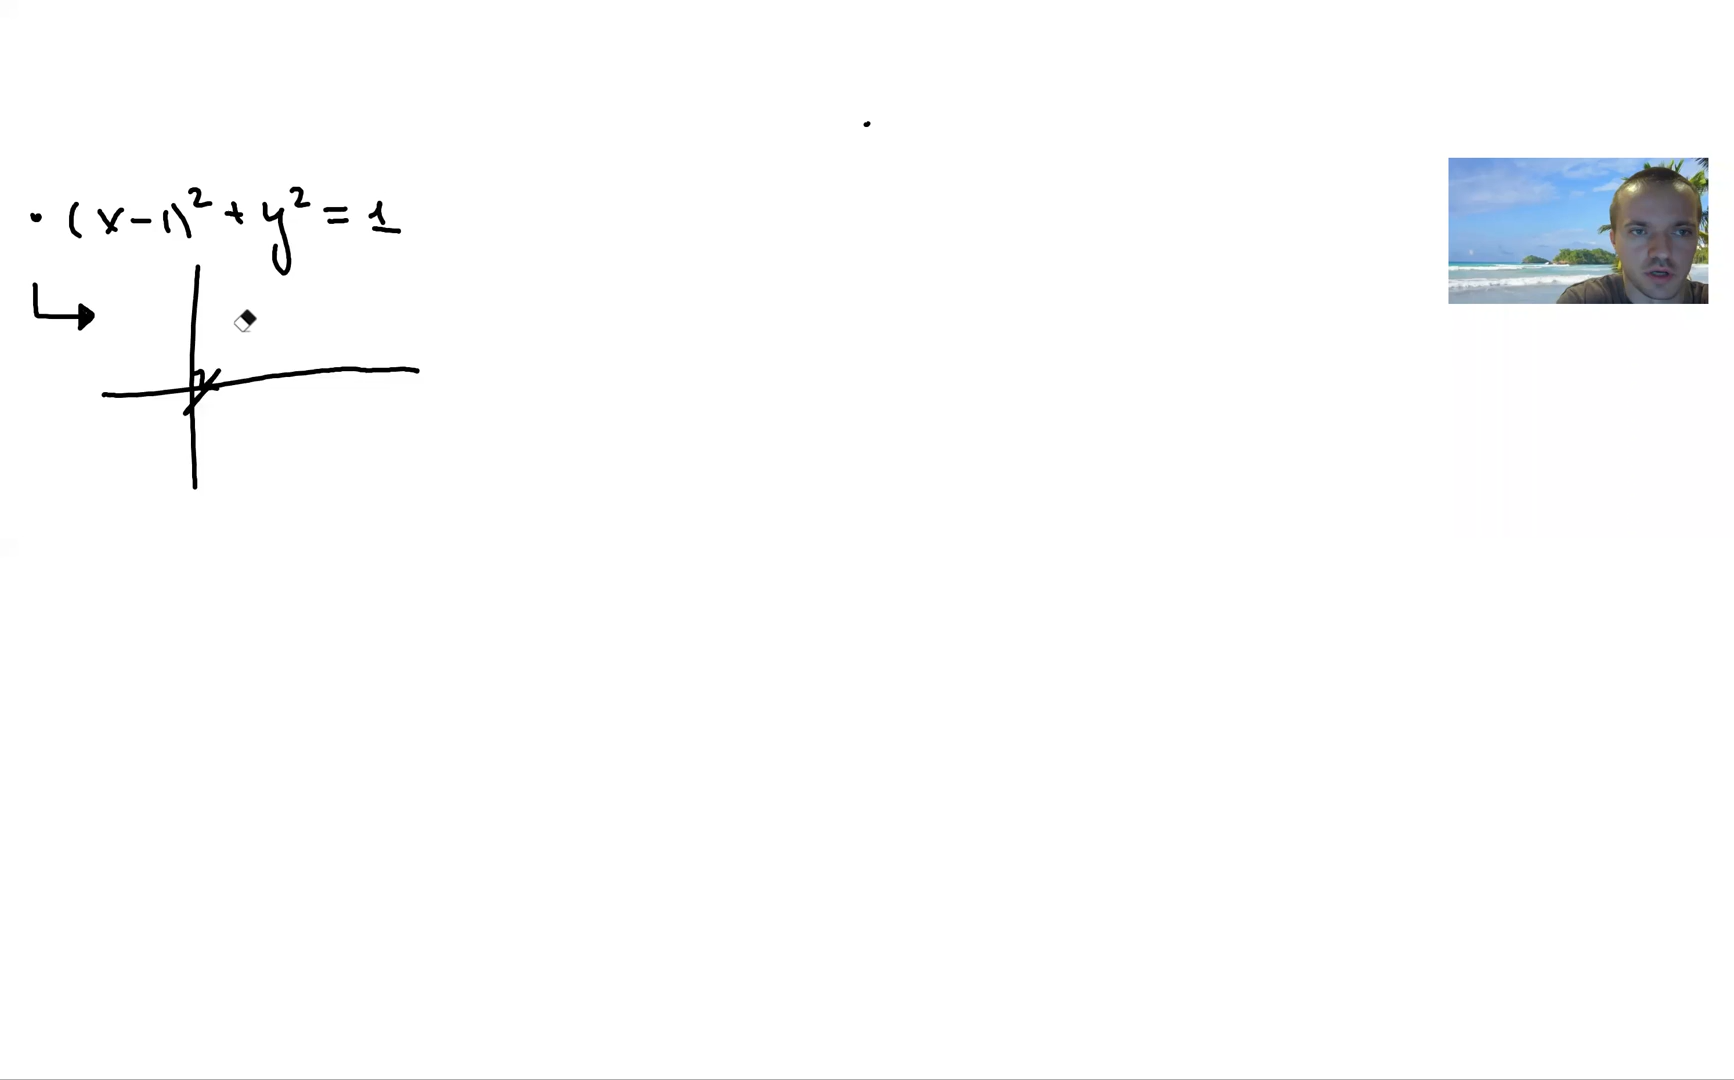 • (x-1)² + y² = 1